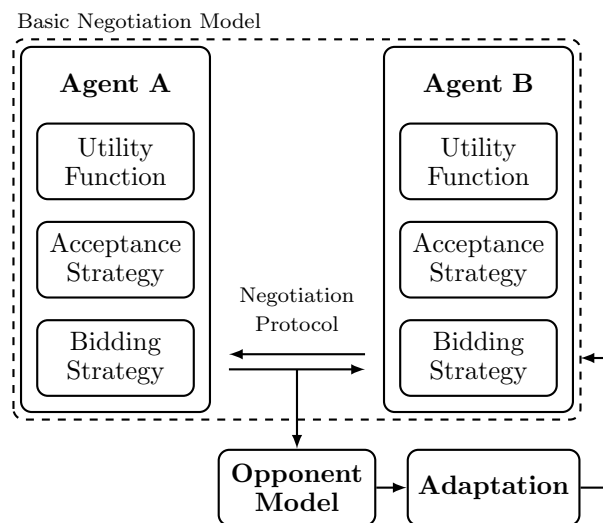 Basic Negotiation Model
Agent A
Utility
Function
Acceptance
Strategy
Bidding
Strategy
Negotiation
Protocol
Agent B
Utility
Function
Acceptance
Strategy
Bidding
Strategy
Opponent
Model
Adaptation